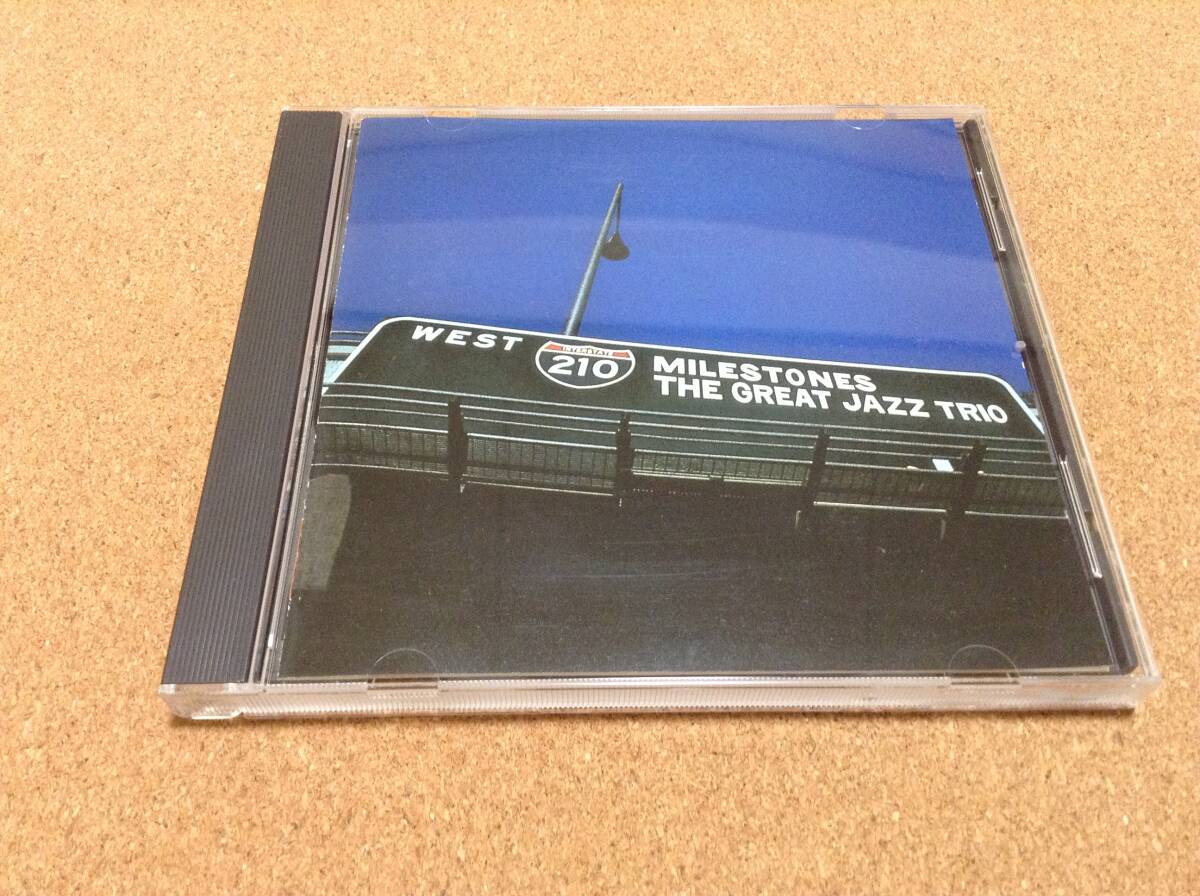 WEST
INTERSTATE
210
MILESTONES
THE GREAT JAZZ TRIO